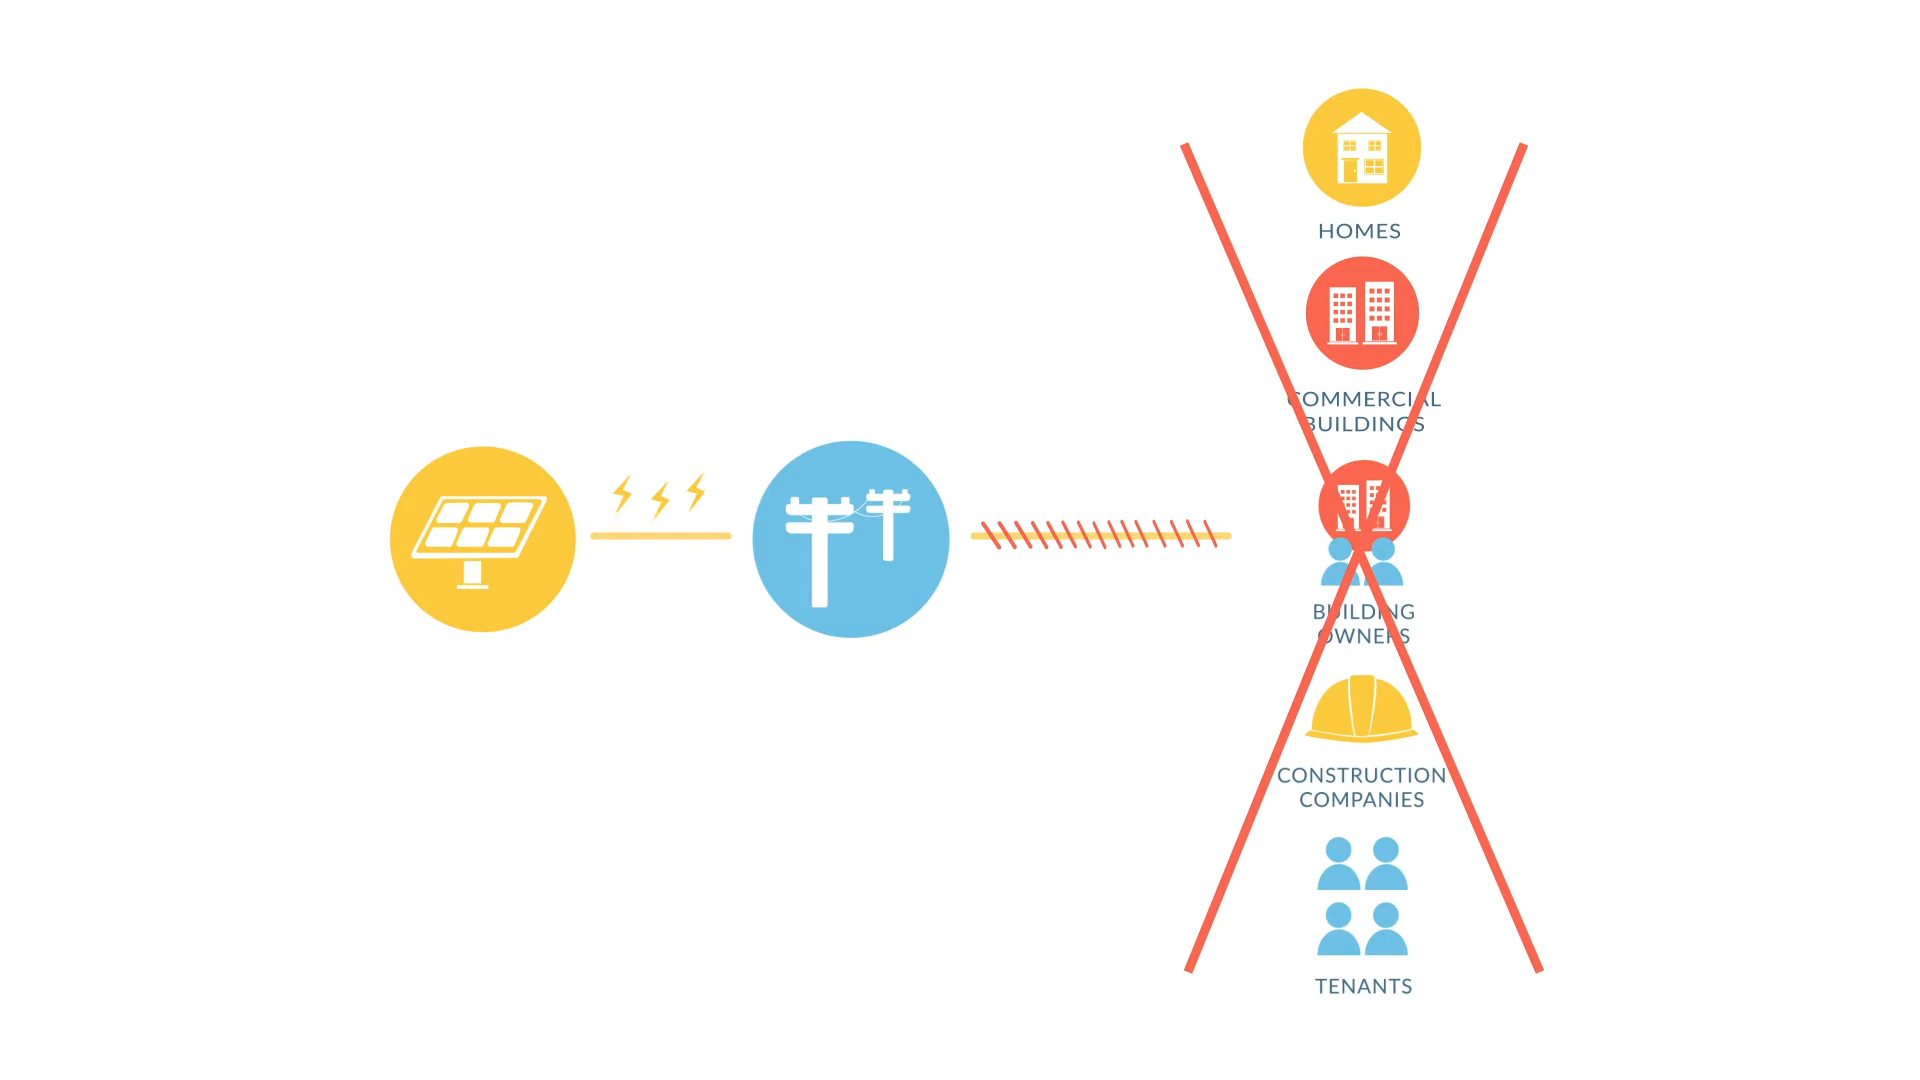 HOMES
COMMERCIAL
BUILDINGS
BUILDING
OWNERS
CONSTRUCTION
COMPANIES
TENANTS